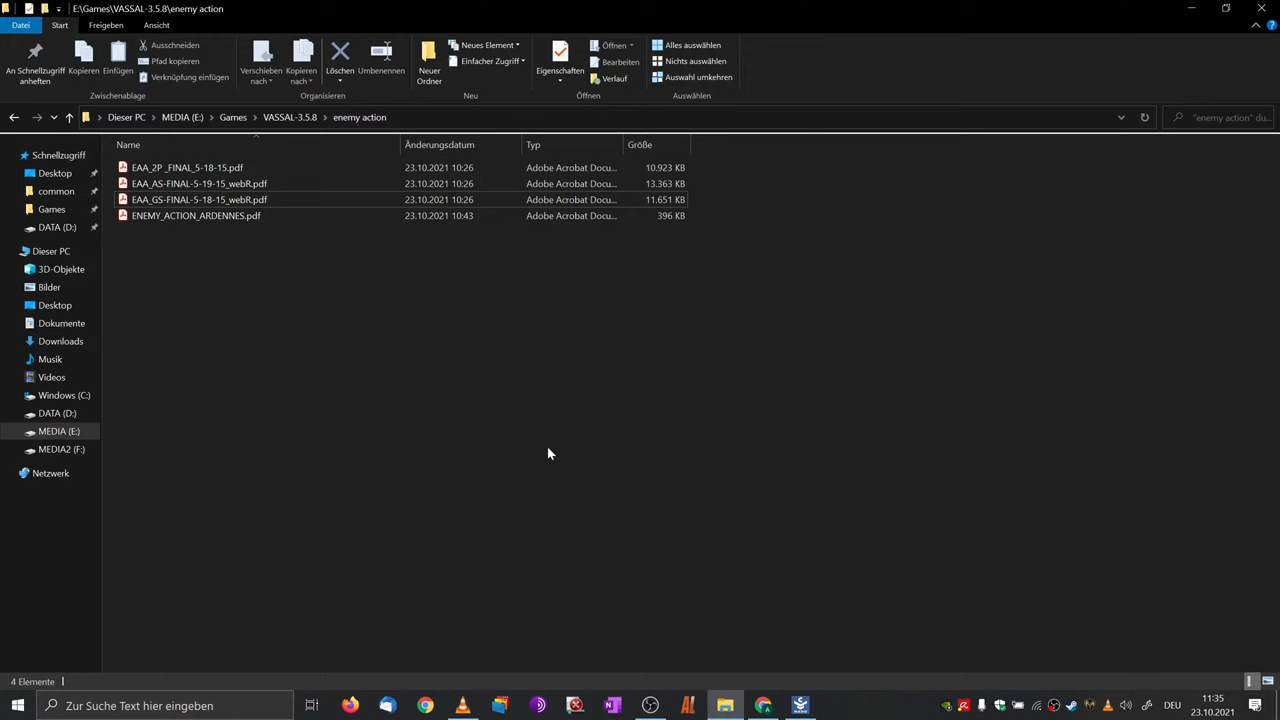 E:\Games\VASSAL-3.5.8\enemy action
Datei Start Freigeben Ansicht
An Schnellzugriff anheften
Kopieren
Einfügen
Ausschneiden
Pfad kopieren
Verknüpfung einfügen
Zwischenablage
Verschieben nach
Kopieren nach
Löschen
Umbenennen
Organisieren
Neuer Ordner
Neues Element
Einfacher Zugriff
Neu
Eigenschaften
Öffnen
Bearbeiten
Verlauf
Öffnen
Alles auswählen
Nichts auswählen
Auswahl umkehren
Auswählen
Dieser PC > MEDIA (E:) > Games > VASSAL-3.5.8 > enemy action
"enemy action" du...
Name Änderungsdatum Typ Größe
EAA_2P _FINAL_5-18-15.pdf 23.10.2021 10:26 Adobe Acrobat Docu... 10.923 KB
EAA_AS-FINAL-5-19-15_webR.pdf 23.10.2021 10:26 Adobe Acrobat Docu... 13.363 KB
EAA_GS-FINAL-5-18-15_webR.pdf 23.10.2021 10:26 Adobe Acrobat Docu... 11.651 KB
ENEMY_ACTION_ARDENNES.pdf 23.10.2021 10:43 Adobe Acrobat Docu... 396 KB
Schnellzugriff
Desktop
common
Games
DATA (D:)
Dieser PC
3D-Objekte
Bilder
Desktop
Dokumente
Downloads
Musik
Videos
Windows (C:)
DATA (D:)
MEDIA (E:)
MEDIA2 (F:)
Netzwerk
4 Elemente
Zur Suche Text hier eingeben
DEU
11:35
23.10.2021